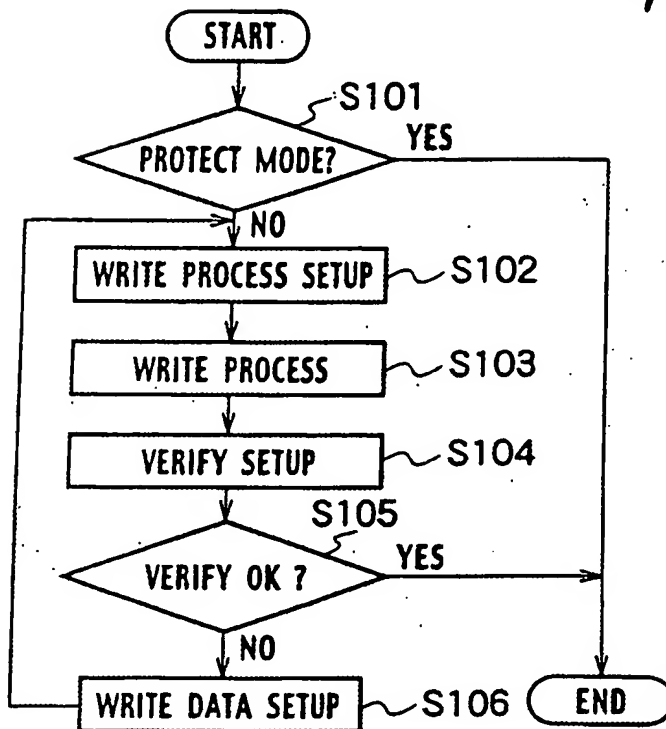 START
S101
PROTECT MODE?
YES
NO
WRITE PROCESS SETUP
S102
WRITE PROCESS
S103
VERIFY SETUP
S104
S105
VERIFY OK ?
YES
NO
WRITE DATA SETUP
S106
END